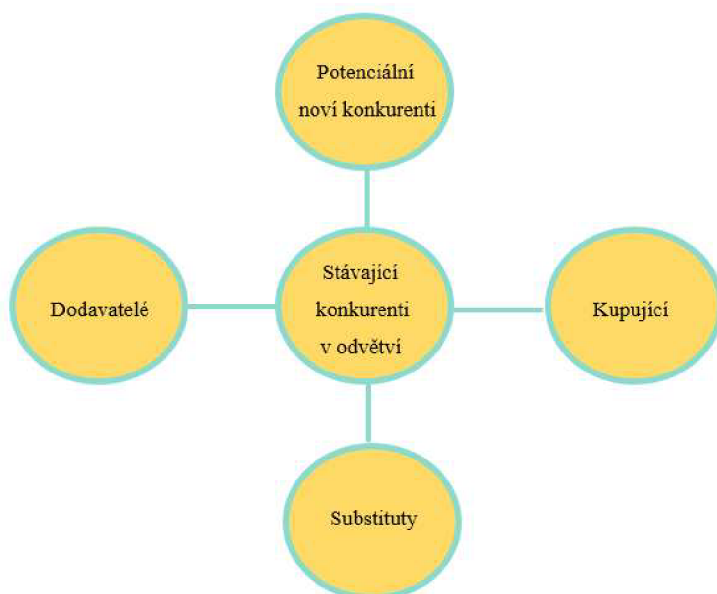 Potenciální
noví konkurenti
Dodavatelé
Stávající
konkurenti
v odvětví
Kupující
Substituty